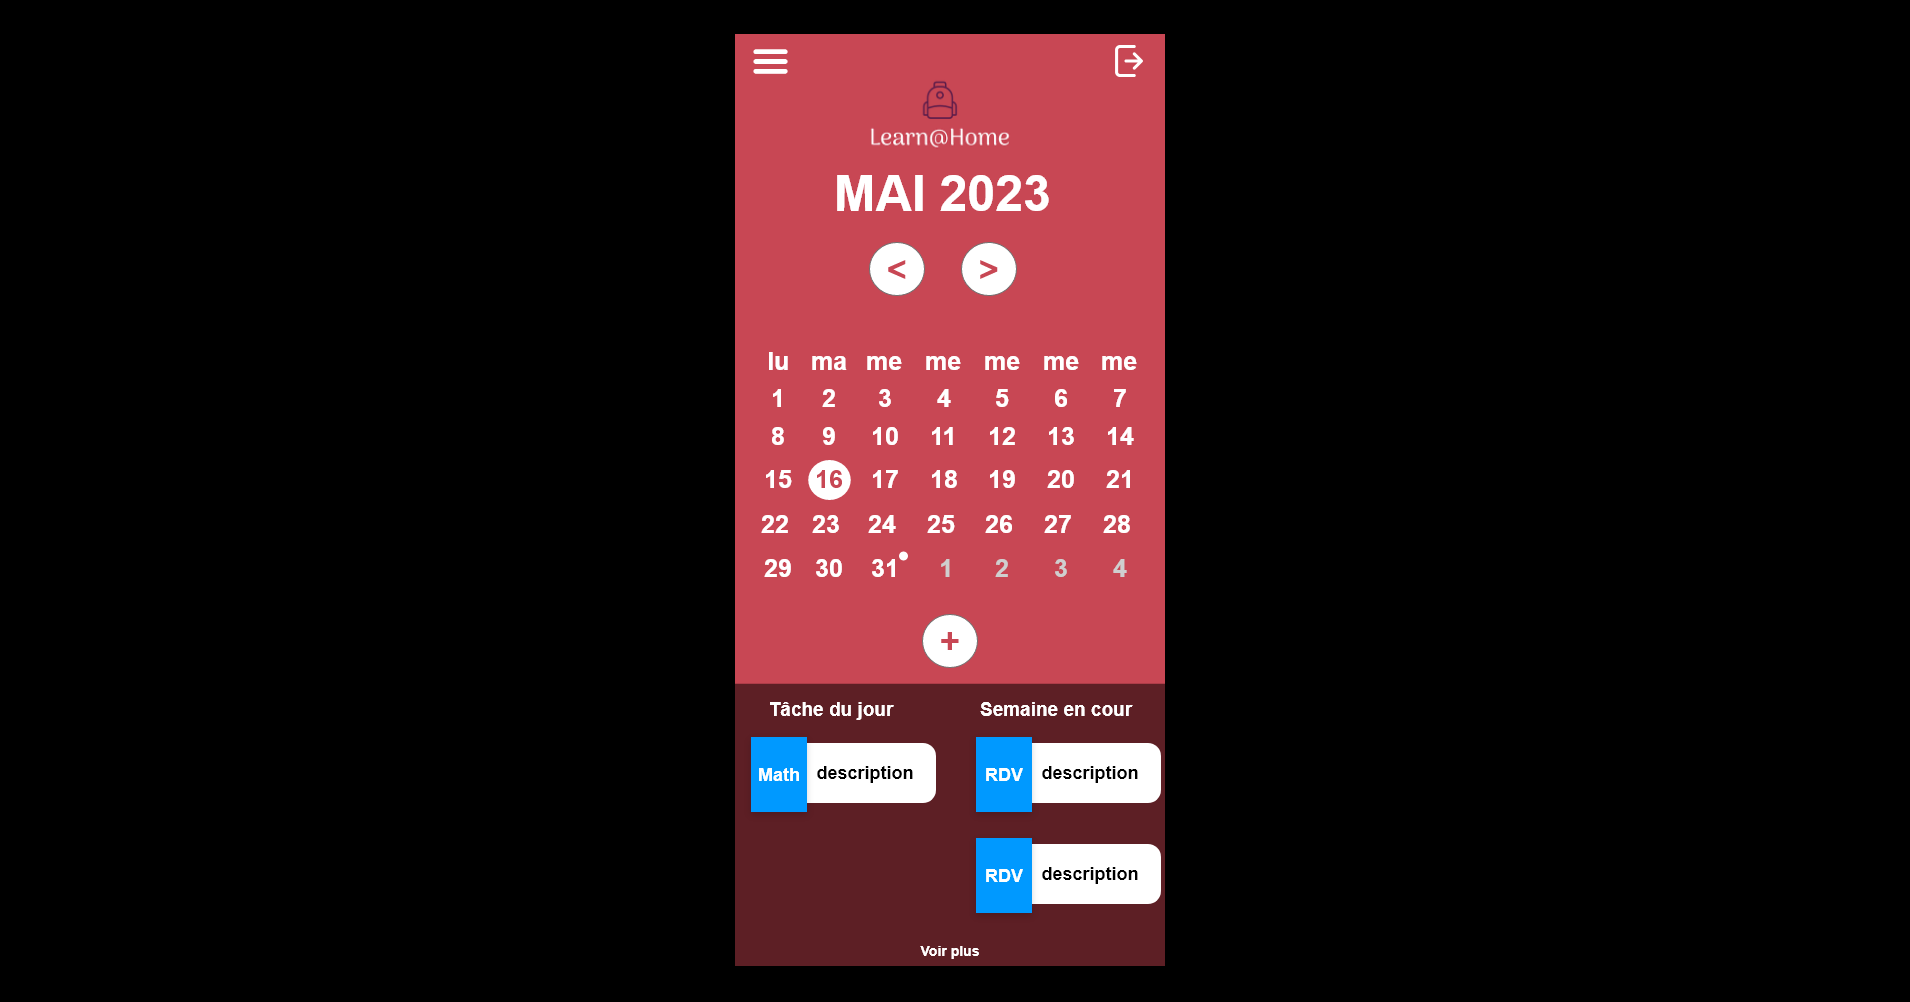 Learn@Home
MAI 2023
< >
lu ma me me me me me
1 2 3 4 5 6 7
8 9 10 11 12 13 14
15 16 17 18 19 20 21
22 23 24 25 26 27 28
29 30 31 1 2 3 4
+
Tâche du jour Semaine en cour
Math description RDV description
RDV description
Voir plus